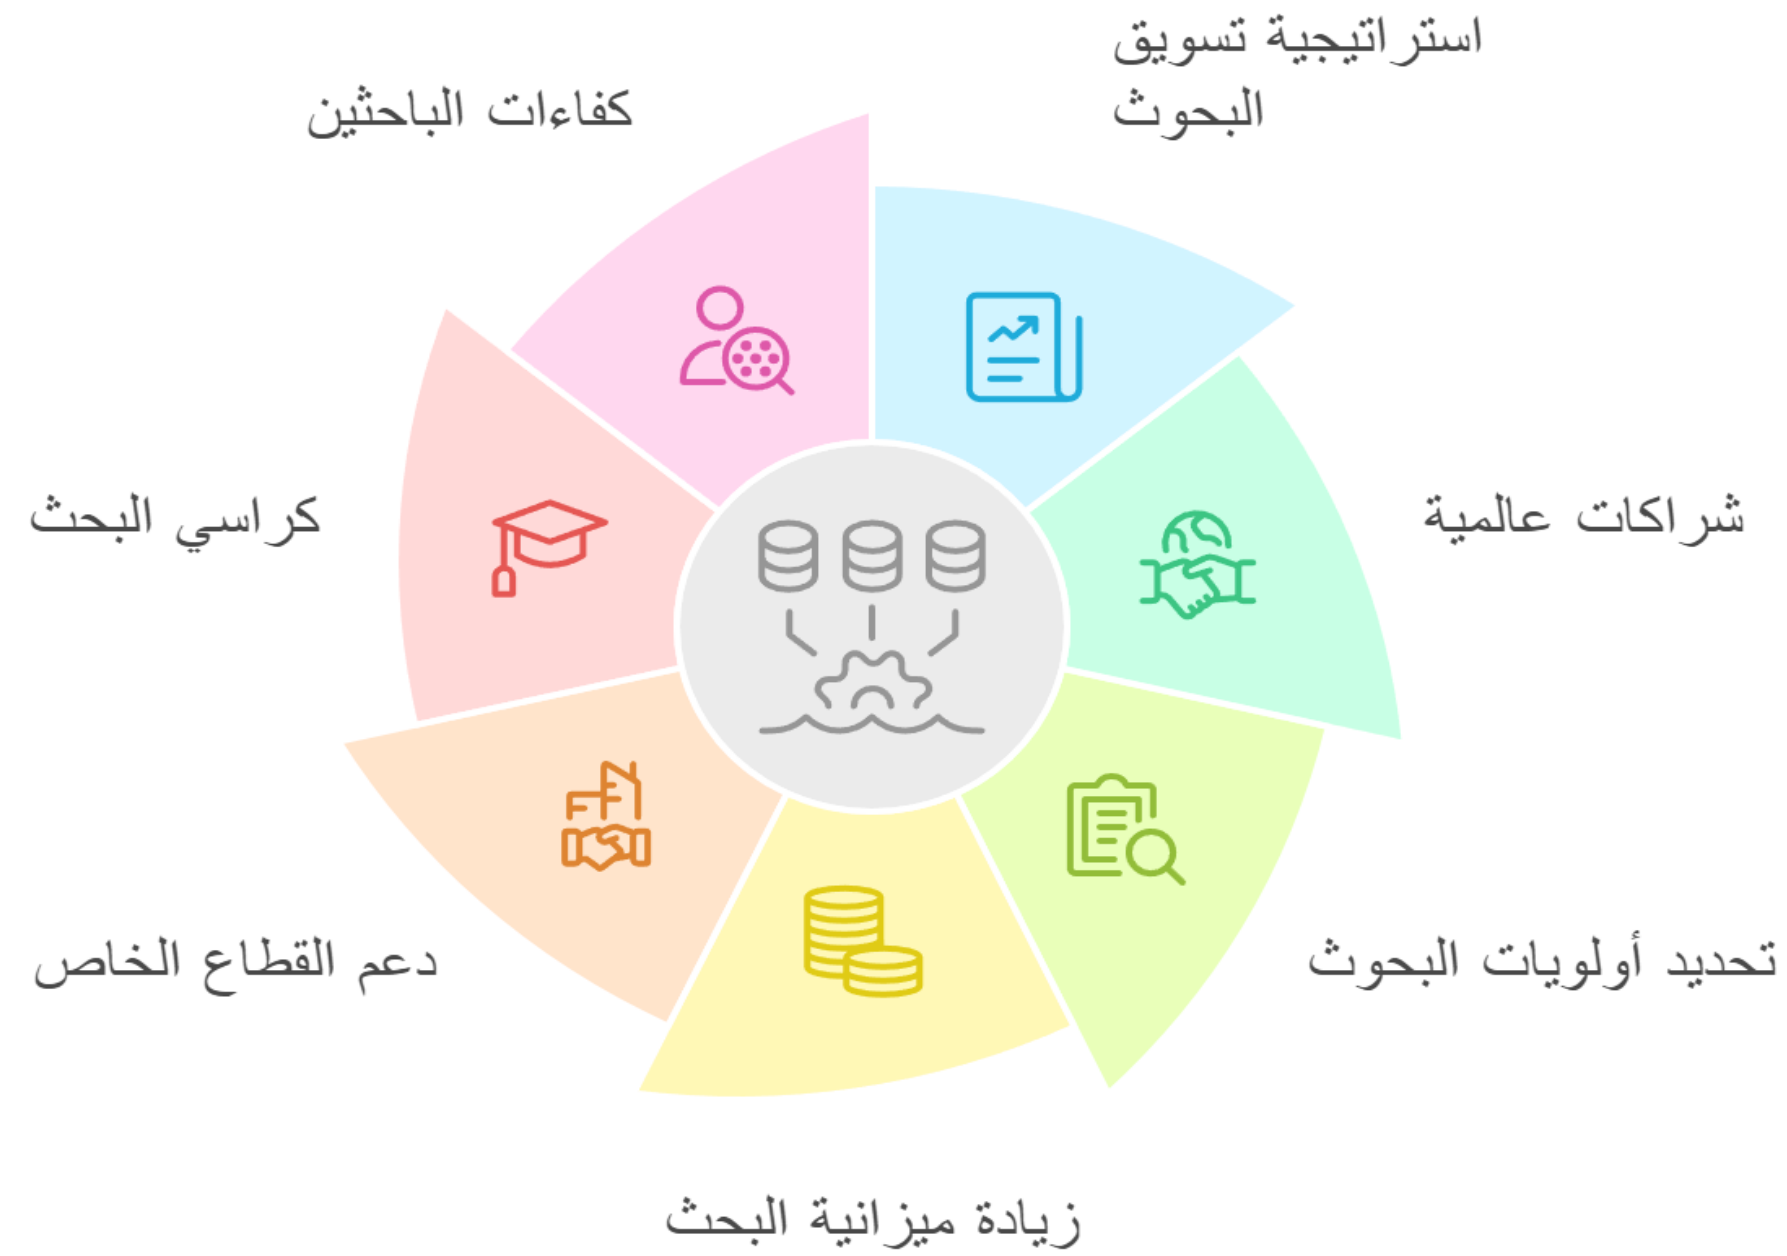 استراتيجية تسويق
البحوث
كفاءات الباحثين
شراكات عالمية
كراسي البحث
تحديد أولويات البحوث
دعم القطاع الخاص
زيادة ميزانية البحث